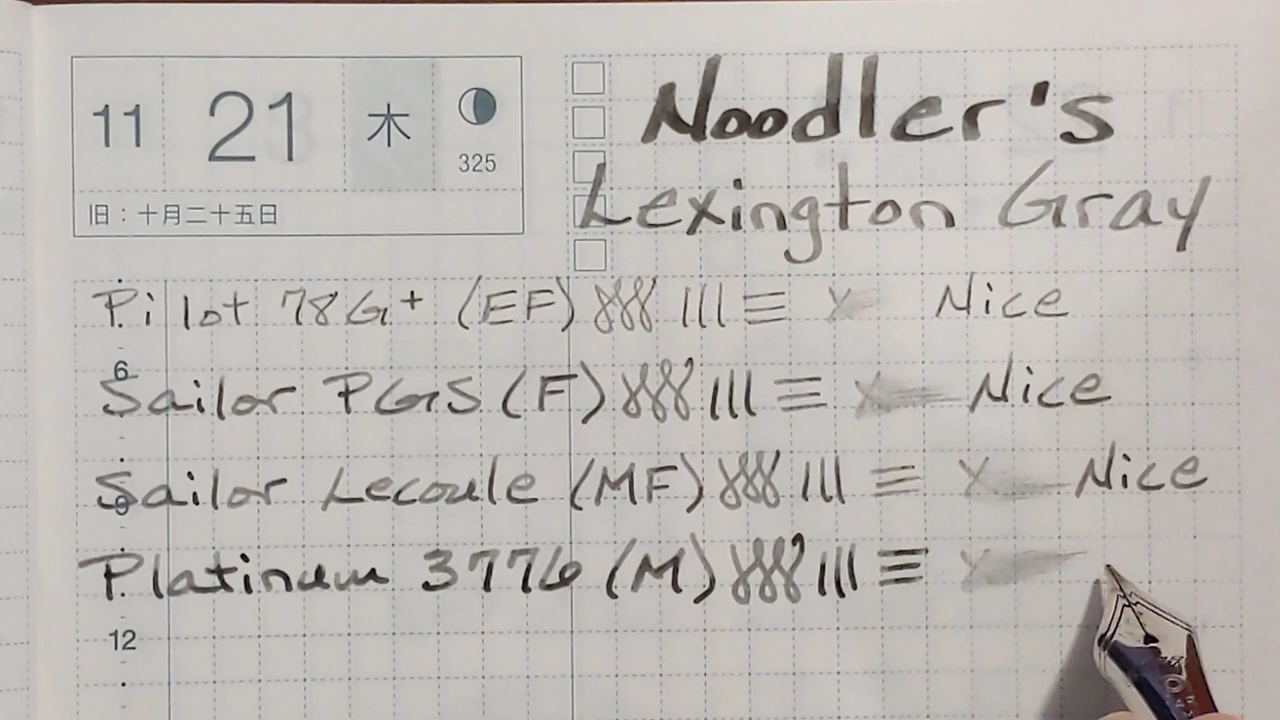 11 21 木
325
旧：十月二十五日
Noodler's
Lexington Gray
Pilot 78G+ (EF) Nice
6
Sailor PGS (F) Nice
Sailor Lecoule (MF) Nice
9
Platinum 3776 (M)
12